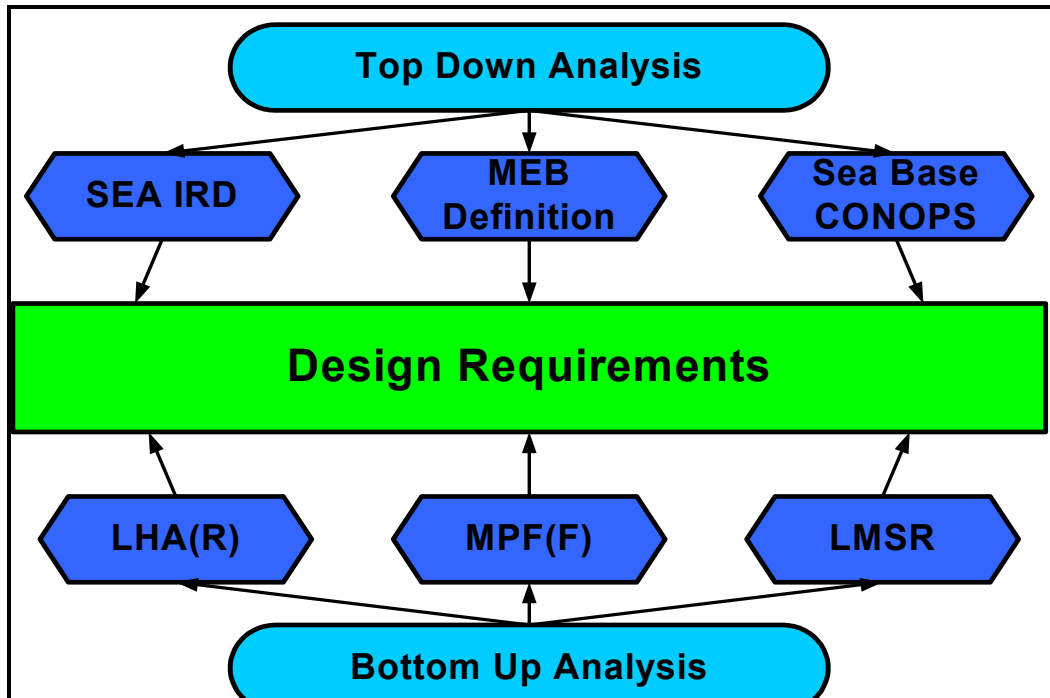 Top Down Analysis
SEA IRD
MEB
Definition
Sea Base
CONOPS
Design Requirements
LHA(R)
MPF(F)
LMSR
Bottom Up Analysis